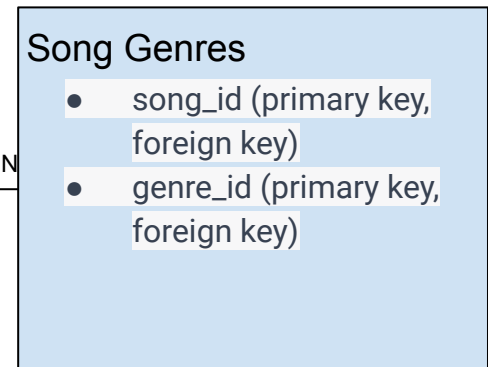 Song Genres
● song_id (primary key,
foreign key)
N
● genre_id (primary key,
foreign key)